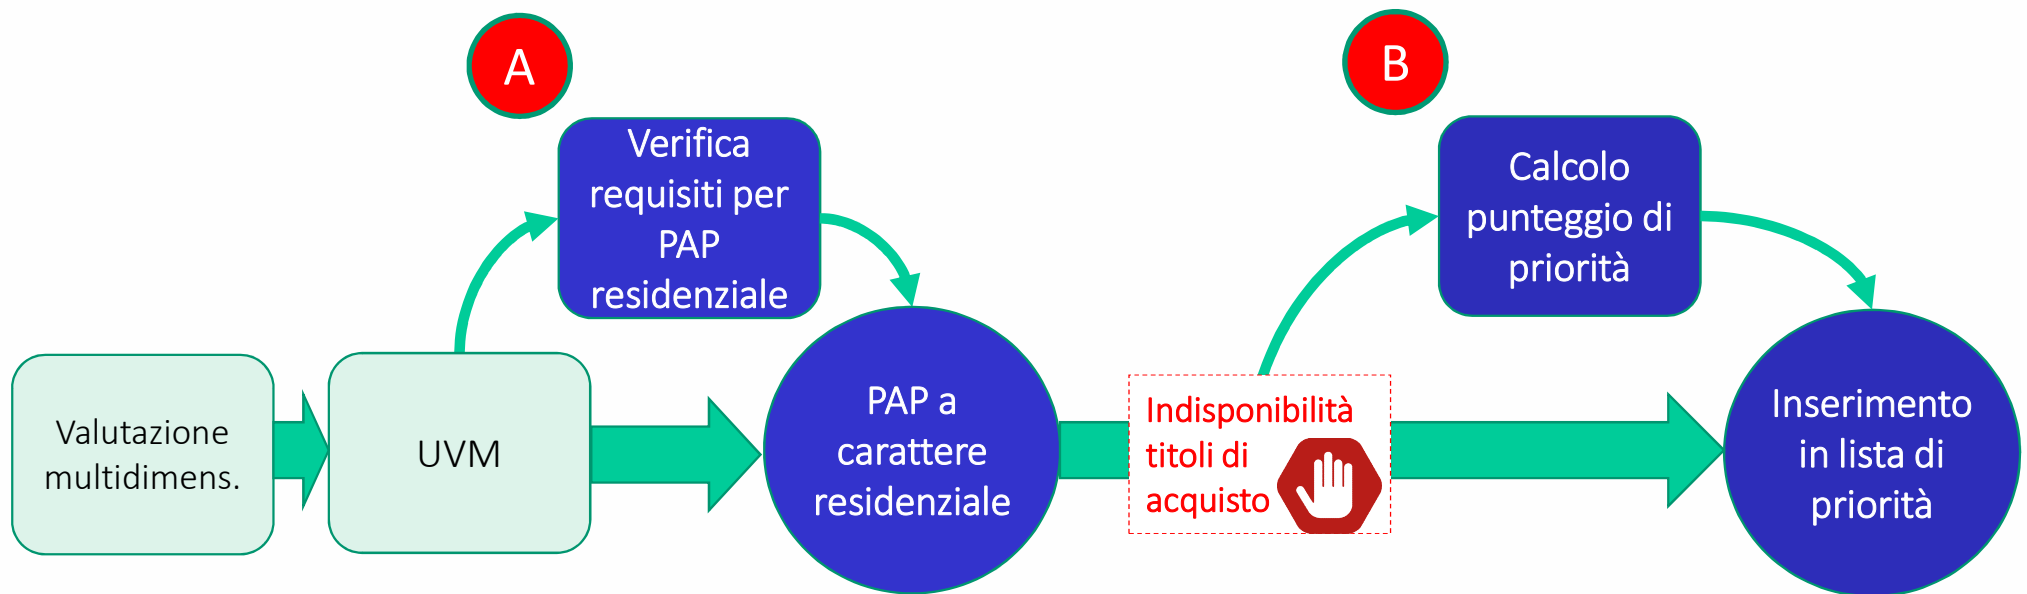 A
B
Verifica
requisiti per
PAP
residenziale
Calcolo
punteggio di
priorità
Valutazione
multidimens.
UVM
PAP a
carattere
residenziale
Indisponibilità
titoli di
acquisto
Inserimento
in lista di
priorità